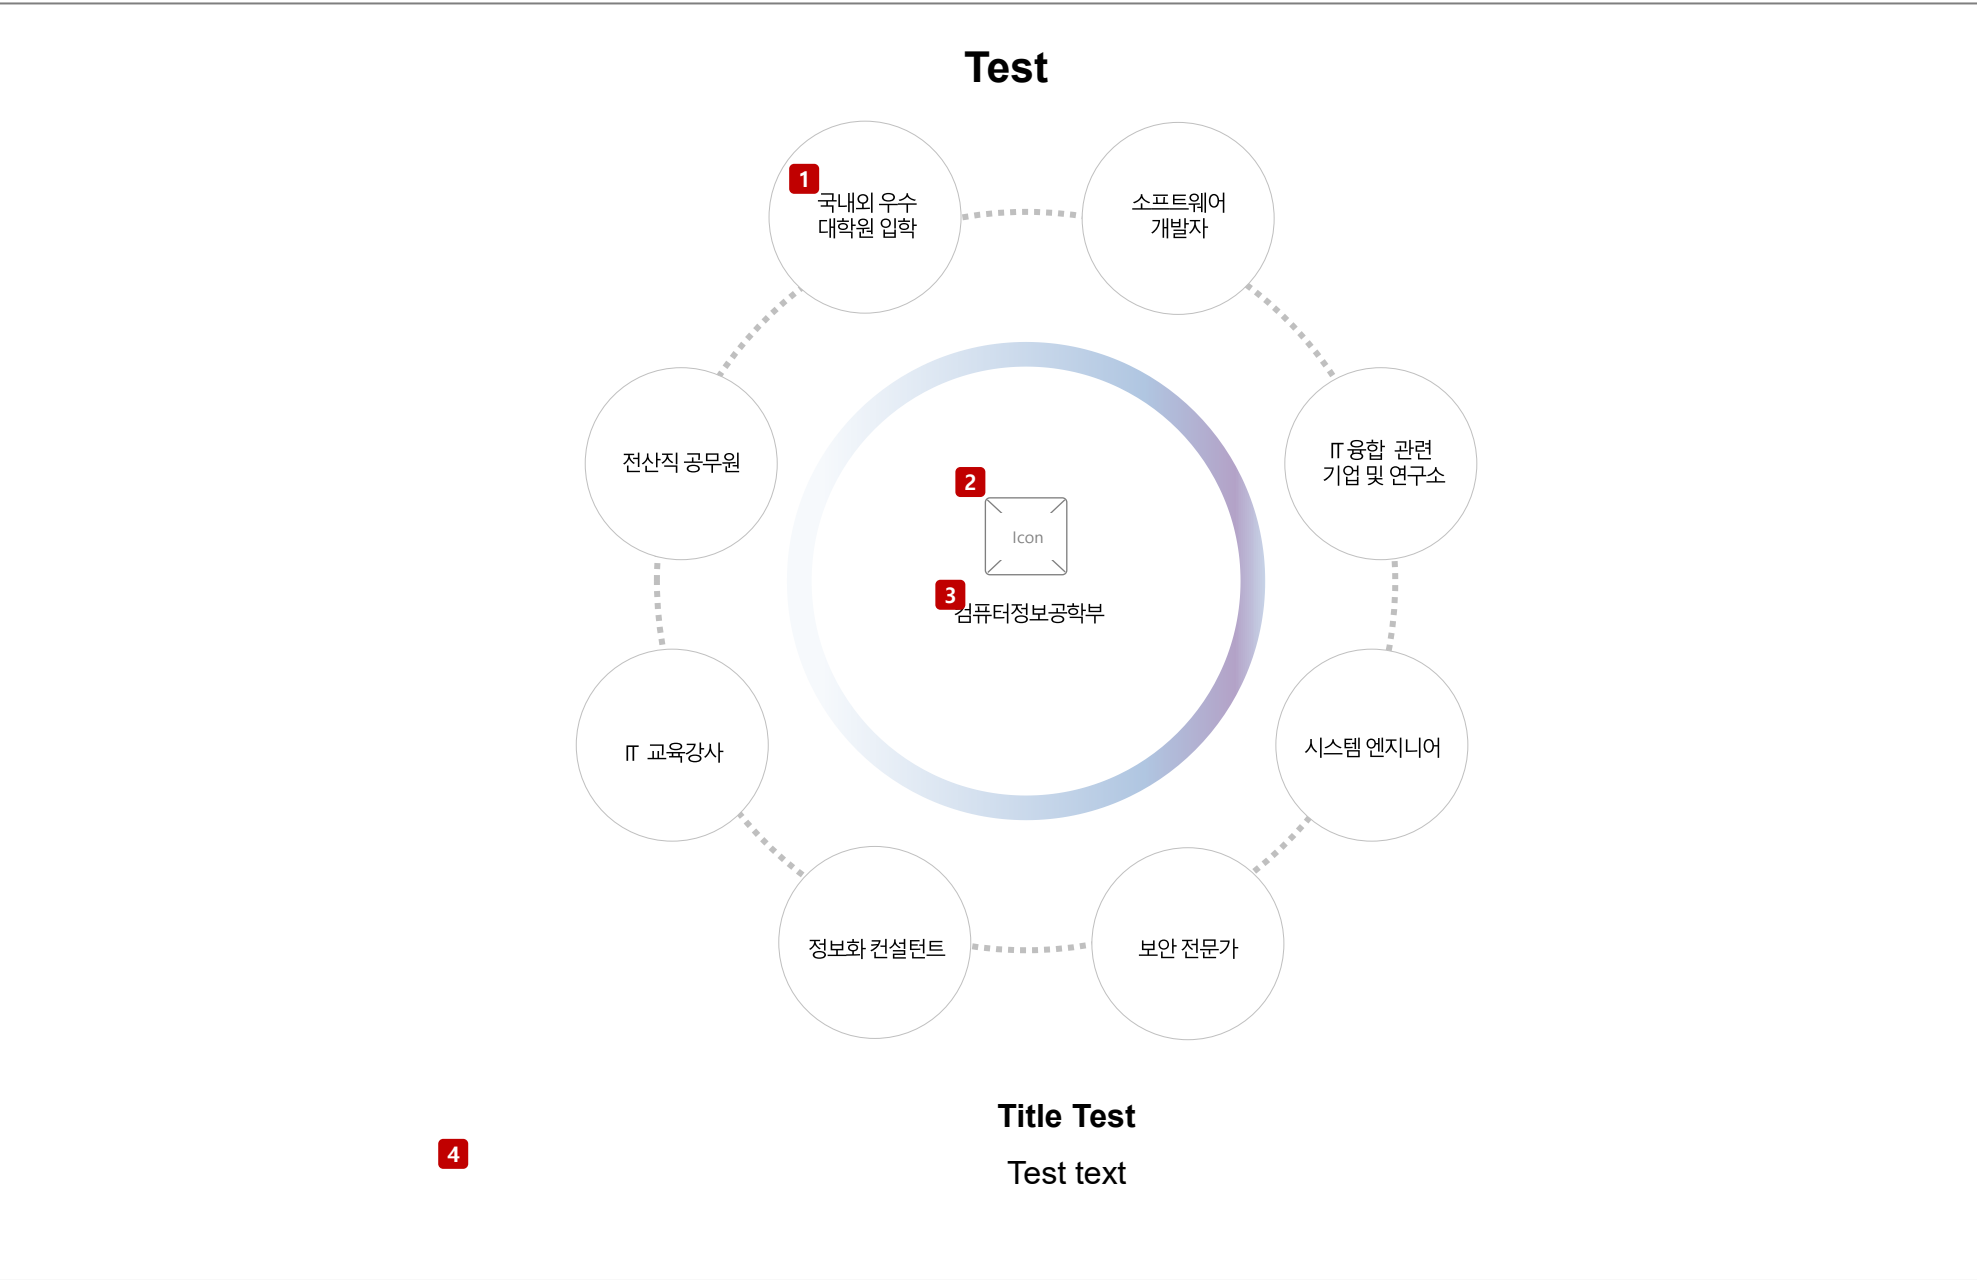 Test
1
국내외 우수
대학원 입학
소프트웨어
개발자
전산직 공무원
IT 융합 관련
기업 및 연구소
2
Icon
3
컴퓨터정보공학부
IT 교육강사
시스템 엔지니어
정보화 컨설턴트
보안 전문가
Title Test
4
Test text